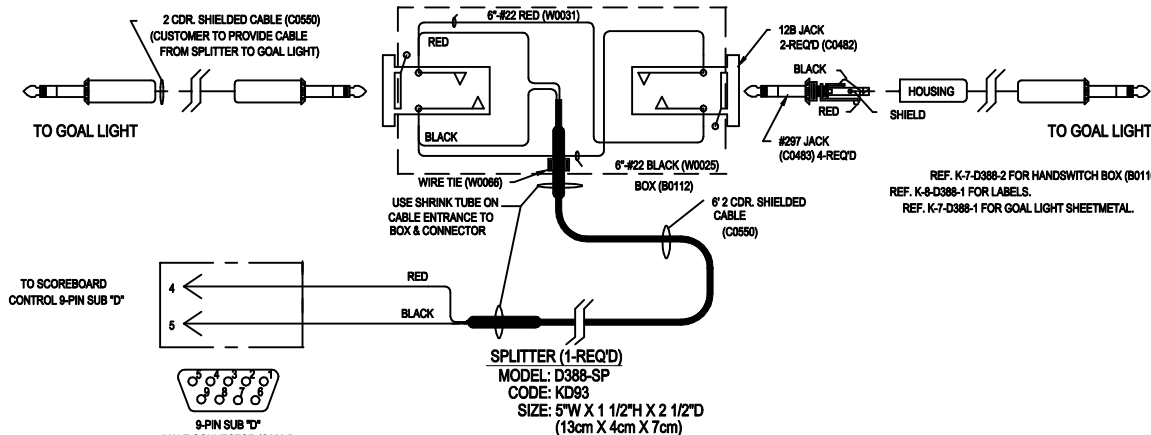 2 CDR. SHIELDED CABLE (C0550)
(CUSTOMER TO PROVIDE CABLE
FROM SPLITTER TO GOAL LIGHT)
TO GOAL LIGHT
6"-#22 RED (W0031)
RED
BLACK
6"-#22 BLACK (W0025)
WIRE TIE (W0066)
BOX (B0112)
12B JACK
2-REQ'D (C0482)
BLACK
RED
SHIELD
HOUSING
#297 JACK
(C0483) 4-REQ'D
TO GOAL LIGHT
REF. K-7-D388-2 FOR HANDSWITCH BOX
REF. K-8-D388-1 FOR LABELS.
REF. K-7-D388-1 FOR GOAL LIGHT SHEETMETAL.
USE SHRINK TUBE ON
CABLE ENTRANCE TO
BOX & CONNECTOR
6' 2 CDR. SHIELDED
CABLE
(C0550)
TO SCOREBOARD
CONTROL 9-PIN SUB "D"
4
5
RED
BLACK
5 4 3 2 1
9 8 7 6
9-PIN SUB "D"
SPLITTER (1-REQ'D)
MODEL: D388-SP
CODE: KD93
SIZE: 5"W X 1 1/2"H X 2 1/2"D
(13cm X 4cm X 7cm)